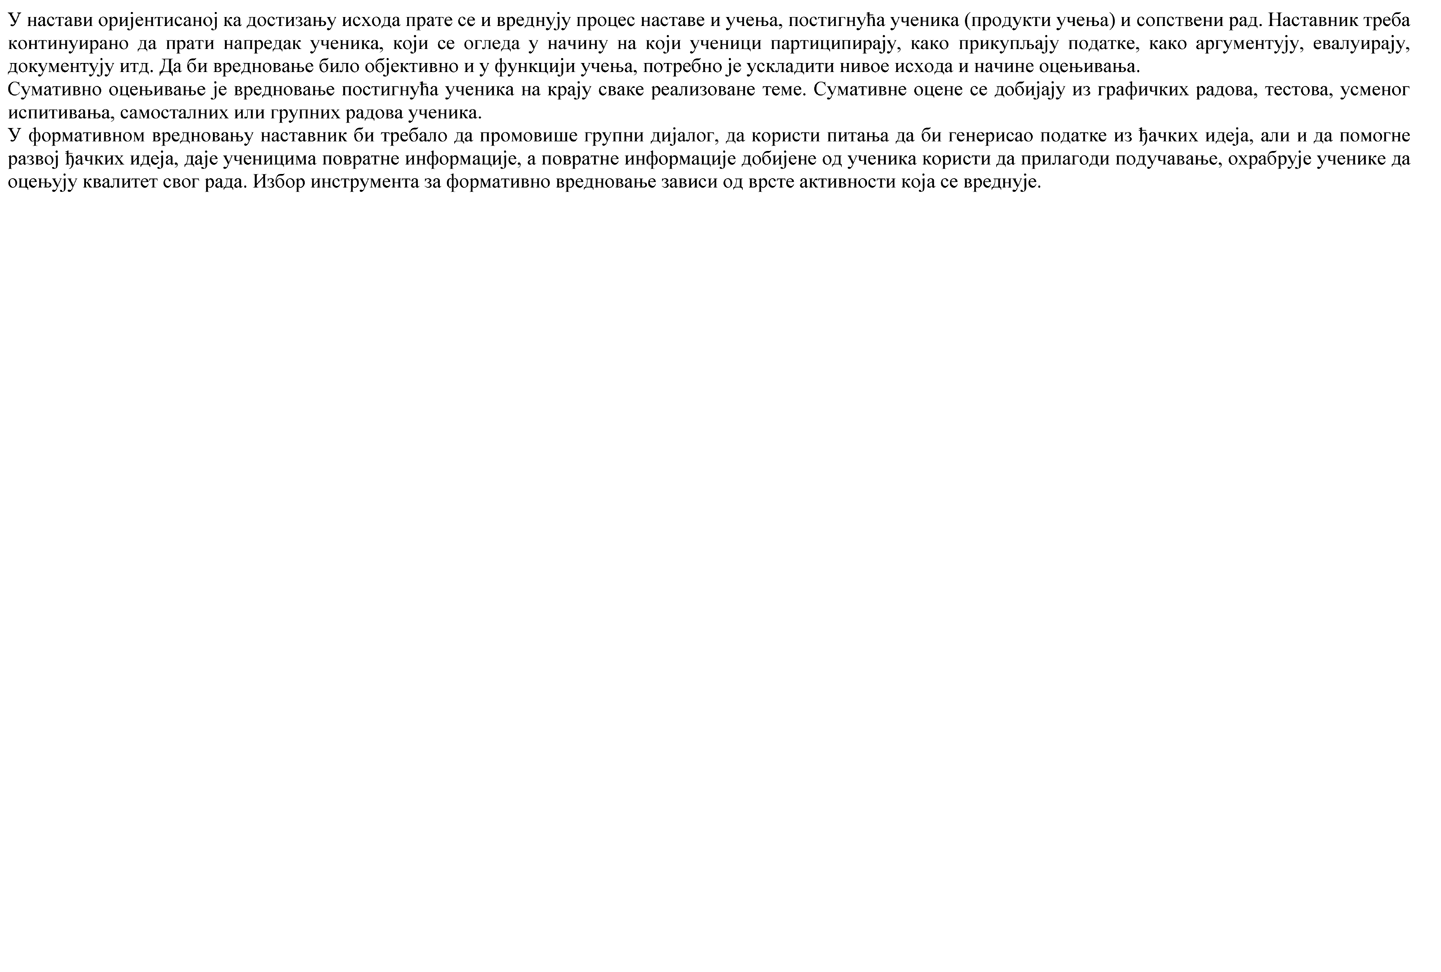 У настави оријентисаној ка достизању исхода прате се и вреднују процес наставе и учења, постигнућа ученика (продукти учења) и сопствени рад. Наставник треба
континуирано да прати напредак ученика, који се огледа у начину на који ученици партиципирају, како прикупљају податке, како аргументују, евалуирају,
документују итд. Да би вредновање било објективно и у функцији учења, потребно је ускладити нивое исхода и начине оцењивања.
Сумативно оцењивање је вредновање постигнућа ученика на крају сваке реализоване теме. Сумативне оцене се добијају из графичких радова, тестова, усменог
испитивања, самосталних или групних радова ученика.
У формативном вредновању наставник би требало да промовише групни дијалог, да користи питања да би генерисао податке из ђачких идеја, али и да помогне
развој ђачких идеја, даје ученицима повратне информације, а повратне информације добијене од ученика користи да прилагоди подучавање, охрабрује ученике да
оцењују квалитет свог рада. Избор инструмента за формативно вредновање зависи од врсте активности која се вреднује.